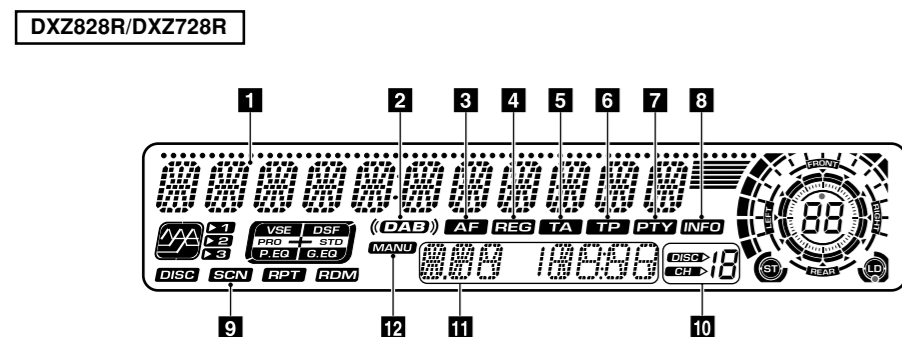 DXZ828R/DXZ728R
1 2 3 4 5 6 7 8
((DAB)) AF REG TA TP PTY INFO
1
2
3
VSE DSF
PRO STD
P.EQ G.EQ
MANU
DISC SCN RPT RDM
DISC 18
CH
FRONT
LEFT
RIGHT
REAR
88
ST
LD
9 12 11 10